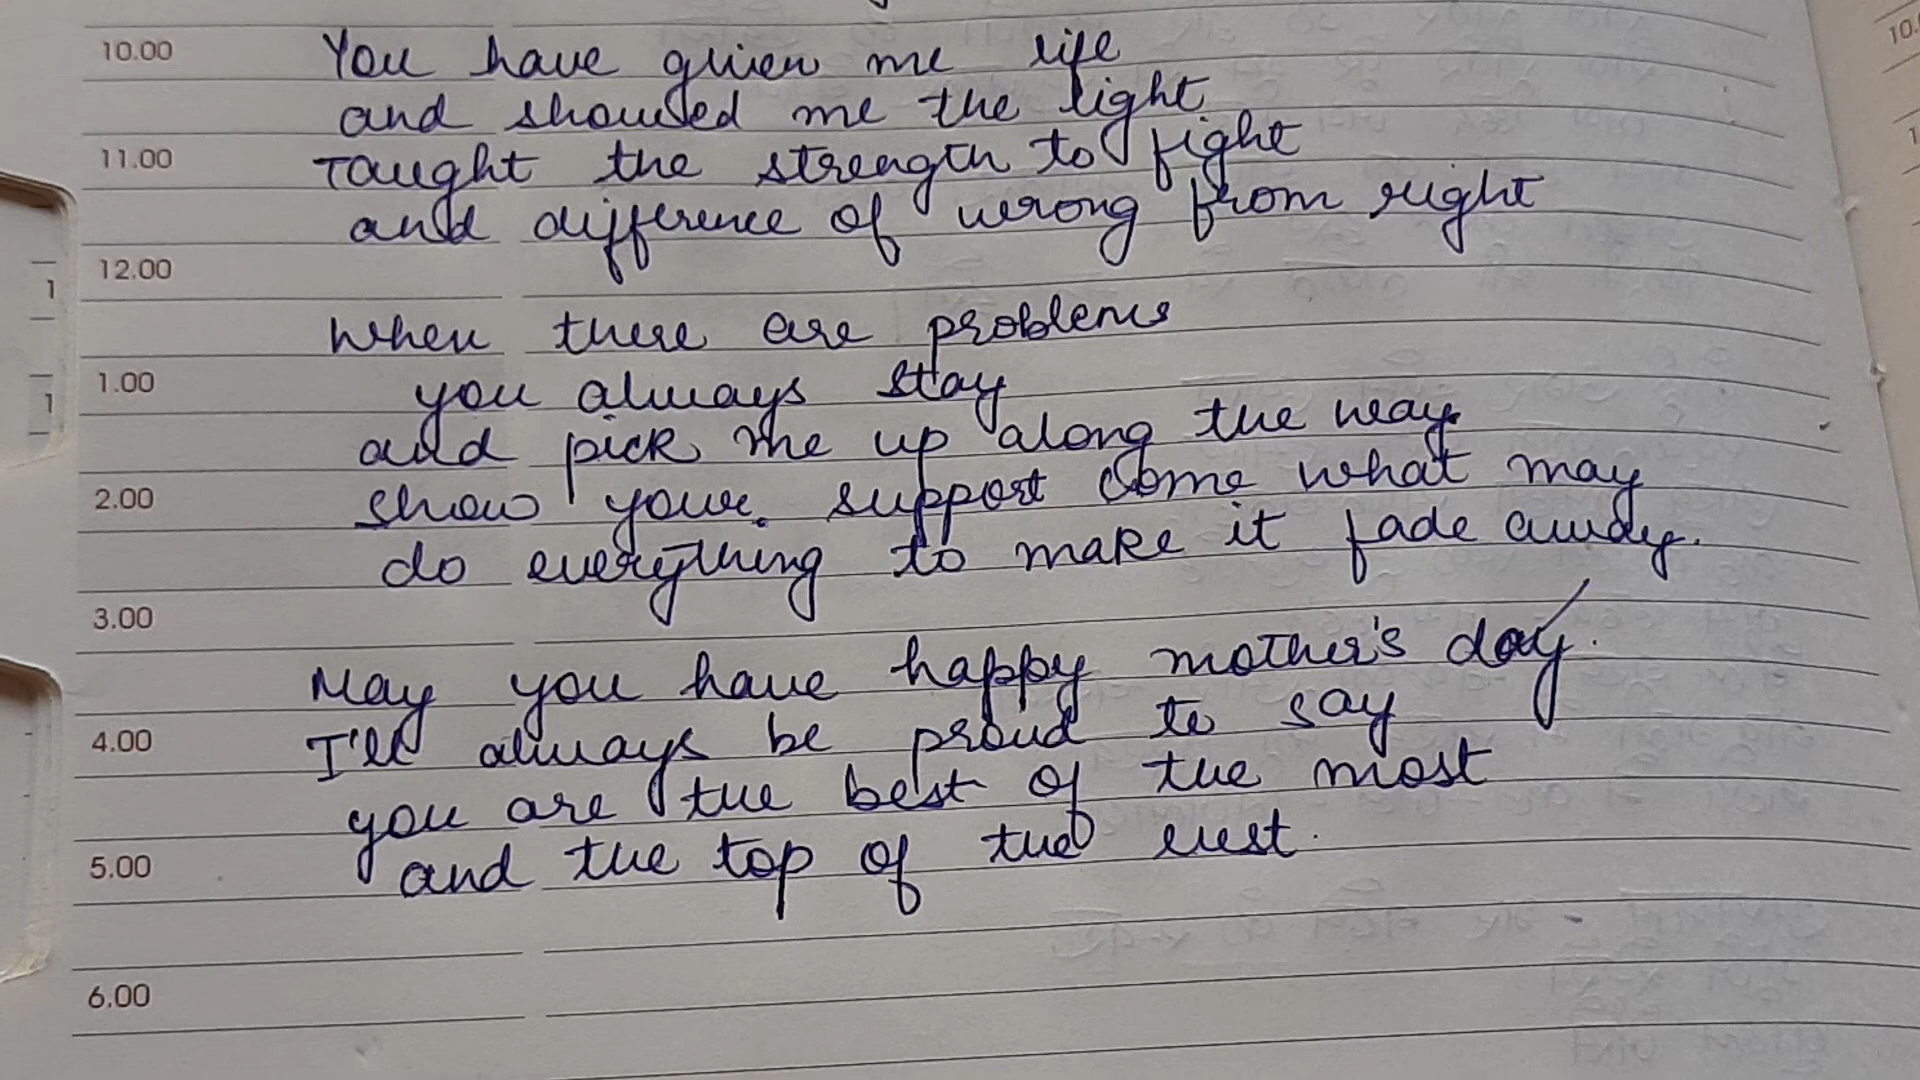 10.00 You have given me life
and showed me the light
11.00 Taught the strength to fight
and difference of wrong from right
12.00
When there are problems
1.00 you always stay
and pick me up along the way.
2.00 show your support come what may
do everything to make it fade away.
3.00
May you have happy mother's day.
4.00 I'll always be proud to say
you are the best of the most
5.00 and the top of the rest.
6.00
10.
1
1
1